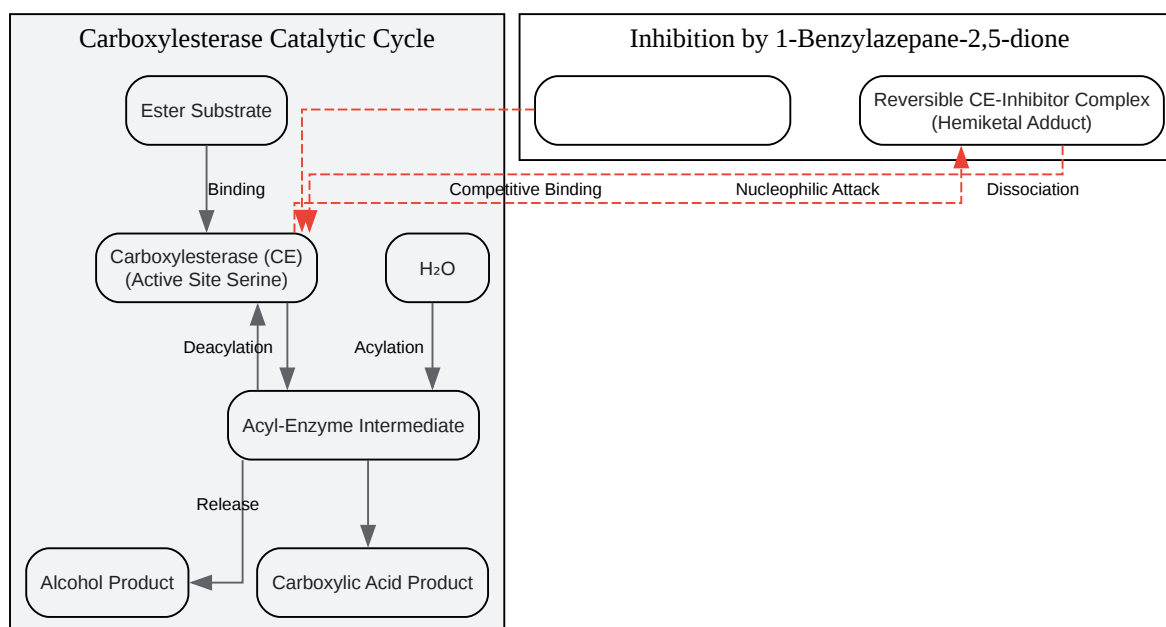 Carboxylesterase Catalytic Cycle
Inhibition by 1-Benzylazepane-2,5-dione
Ester Substrate
Reversible CE-Inhibitor Complex
(Hemiketal Adduct)
Binding
Competitive Binding
Nucleophilic Attack
Dissociation
Carboxylesterase (CE)
(Active Site Serine)
H₂O
Deacylation
Acylation
Acyl-Enzyme Intermediate
Release
Alcohol Product
Carboxylic Acid Product